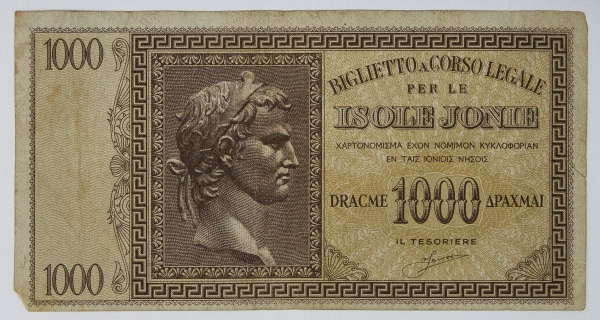 1000
BIGLIETTO A CORSO LEGALE
PER LE
ISOLE JONIE
ΧΑΡΤΟΝΟΜΙΣΜΑ ΕΧΟΝ ΝΟΜΙΜΟΝ ΚΥΚΛΟΦΟΡΙΑΝ
ΕΝ ΤΑΙΣ ΙΟΝΙΟΙΣ ΝΗΣΟΙΣ
DRACME 1000 ΔΡΑΧΜΑΙ
IL TESORIERE
1000